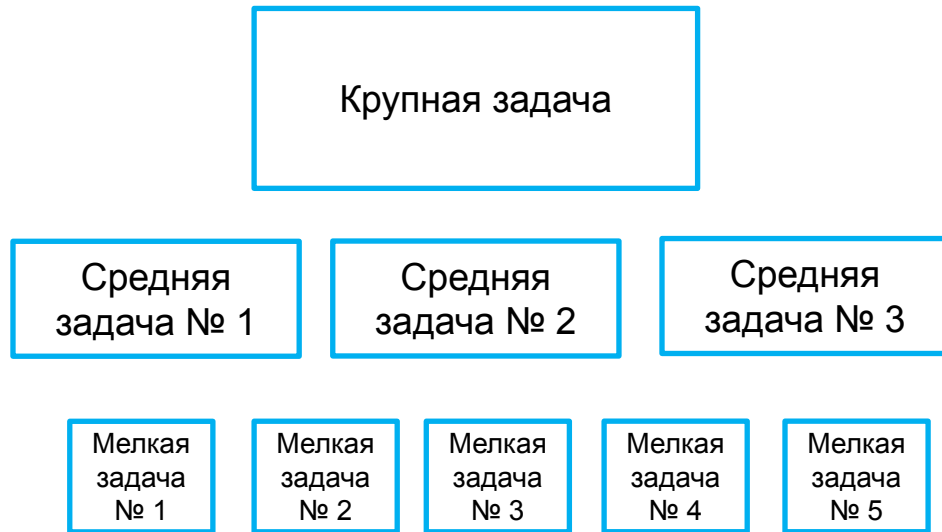 Крупная задача
Средняя
задача № 1
Средняя
задача № 2
Средняя
задача № 3
Мелкая
задача
№ 1
Мелкая
задача
№ 2
Мелкая
задача
№ 3
Мелкая
задача
№ 4
Мелкая
задача
№ 5